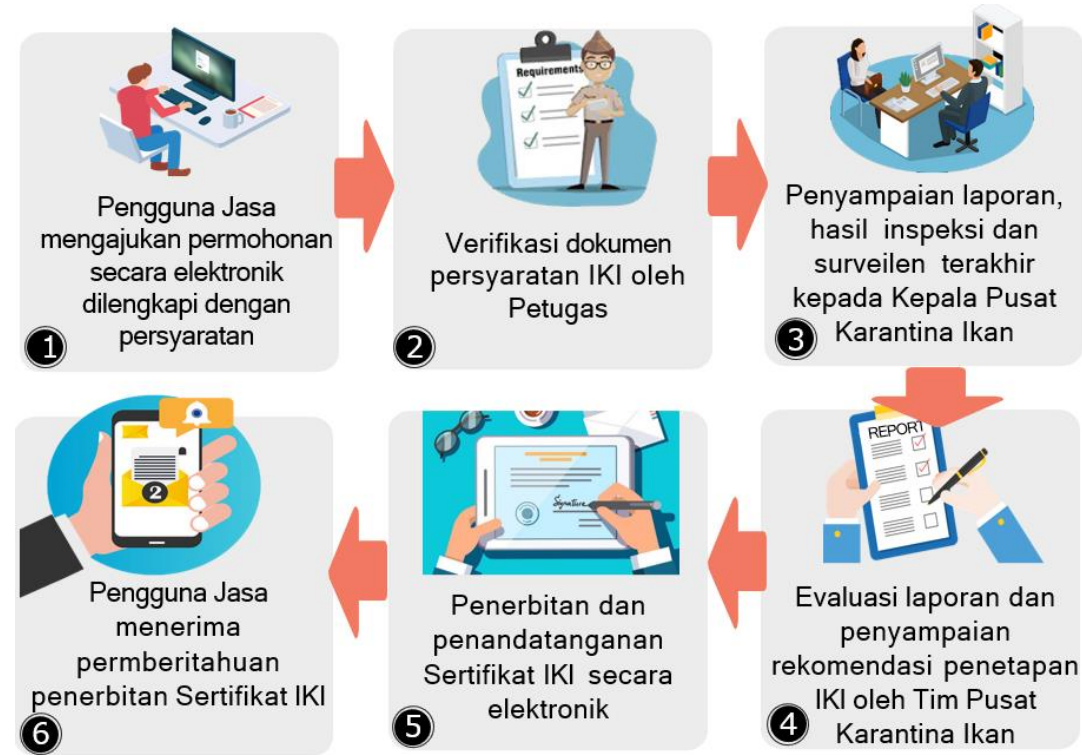 Pengguna Jasa
mengajukan permohonan
secara elektronik
dilengkapi dengan
persyaratan
1
Requirements
Verifikasi dokumen
persyaratan IKI oleh
Petugas
2
Penyampaian laporan,
hasil inspeksi dan
surveilen terakhir
kepada Kepala Pusat
Karantina Ikan
3
REPORT
Evaluasi laporan dan
penyampaian
rekomendasi penetapan
IKI oleh Tim Pusat
Karantina Ikan
4
Signature
Penerbitan dan
penandatanganan
Sertifikat IKI secara
elektronik
5
2
Pengguna Jasa
menerima
permberitahuan
penerbitan Sertifikat IKI
6